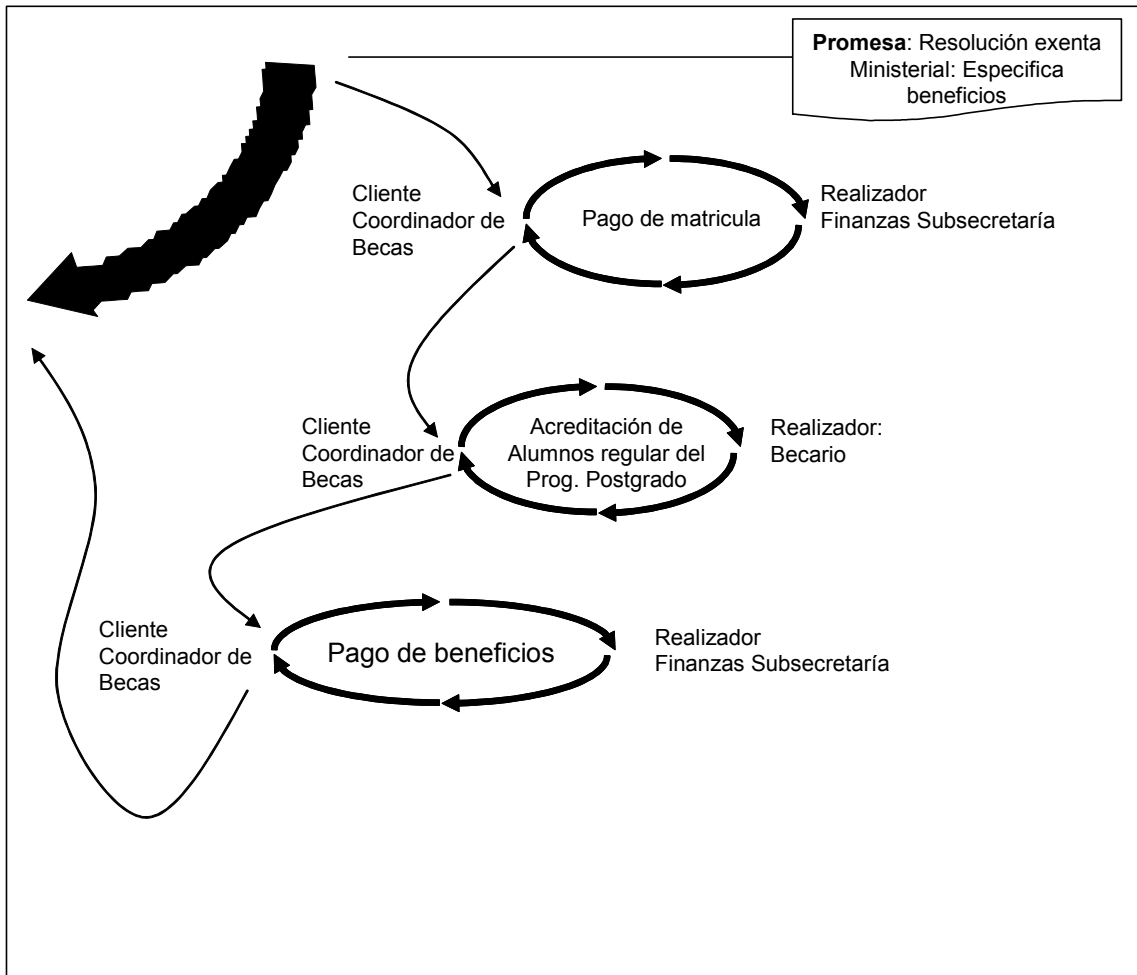 Promesa: Resolución exenta
Ministerial: Especifica
beneficios
Cliente
Coordinador de
Becas
Pago de matricula
Realizador
Finanzas Subsecretaría
Cliente
Coordinador de
Becas
Acreditación de
Alumnos regular del
Prog. Postgrado
Realizador:
Becario
Cliente
Coordinador de
Becas
Pago de beneficios
Realizador
Finanzas Subsecretaría